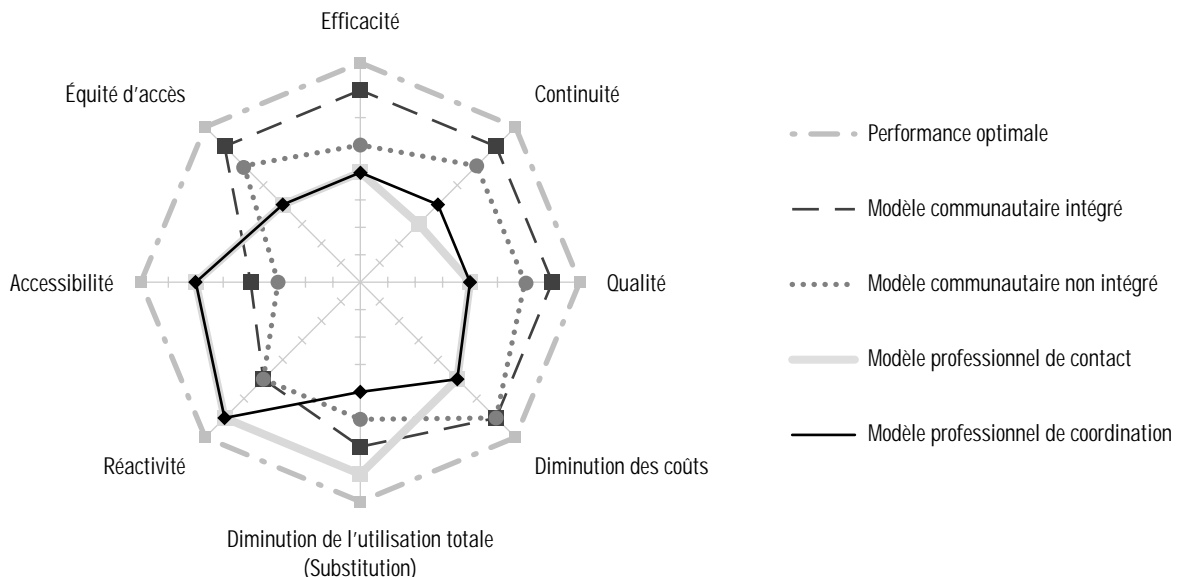 Efficacité
Équité d'accès
Continuité
Accessibilité
Qualité
Réactivité
Diminution des coûts
Diminution de l'utilisation totale
(Substitution)
Performance optimale
Modèle communautaire intégré
Modèle communautaire non intégré
Modèle professionnel de contact
Modèle professionnel de coordination